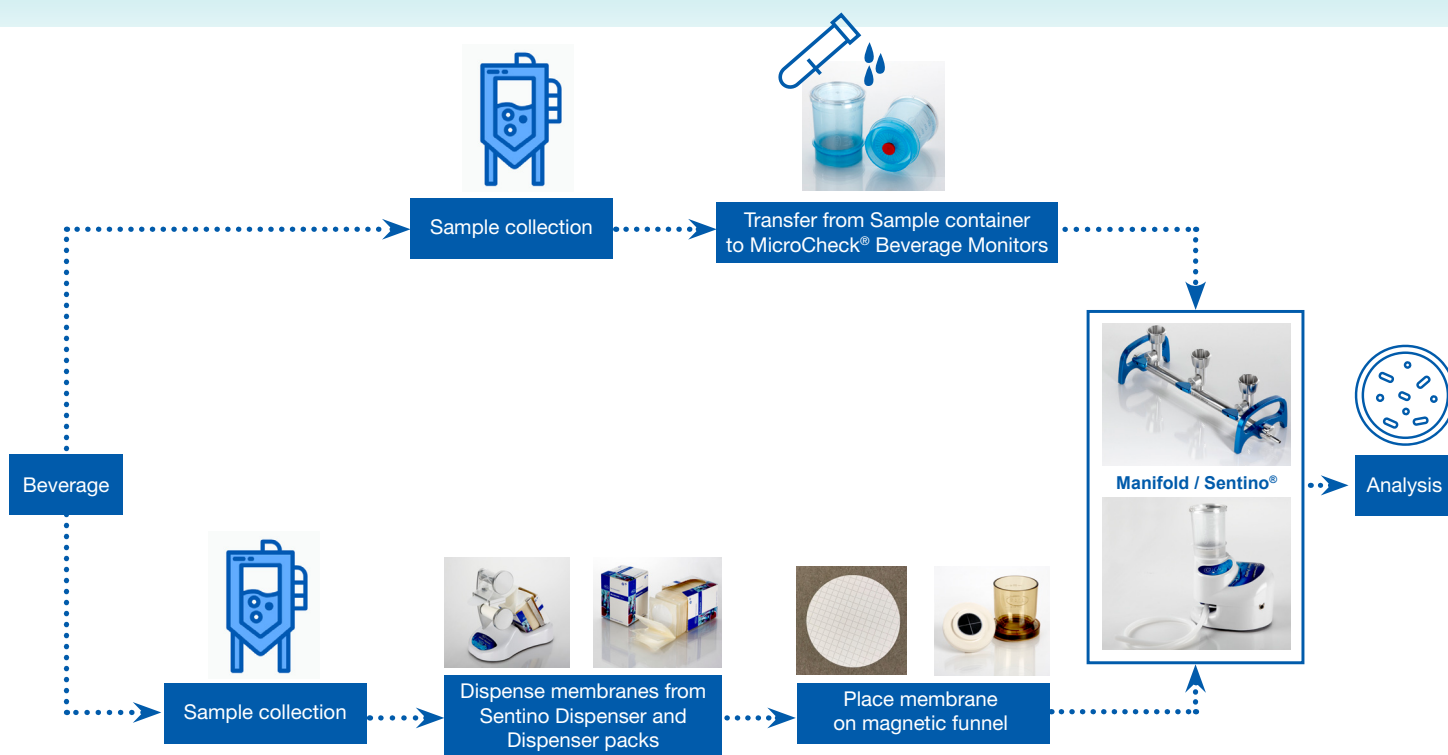 Sample collection
Transfer from Sample container
to MicroCheck® Beverage Monitors
Beverage
Manifold / Sentino®
Analysis
Sample collection
Dispense membranes from
Sentino Dispenser and
Dispenser packs
Place membrane
on magnetic funnel